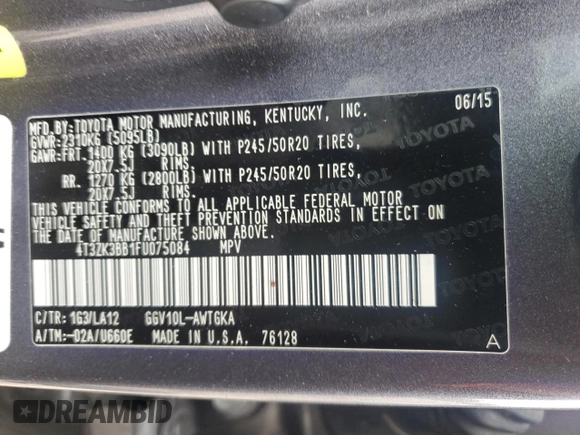 MFD.BY:TOYOTA MOTOR MANUFACTURING, KENTUCKY, INC. 06/15
GVWR:2310KG (5095LB)
GAWR:FRT. 1400 KG (3090LB) WITH P245/50R20 TIRES,
20X7.5J RIMS.
RR. 1270 KG (2800LB) WITH P245/50R20 TIRES,
20X7.5J RIMS.
THIS VEHICLE CONFORMS TO ALL APPLICABLE FEDERAL MOTOR
VEHICLE SAFETY AND THEFT PREVENTION STANDARDS IN EFFECT
ON THE DATE OF MANUFACTURE SHOWN ABOVE.
4T3ZK3BB1FU075084 MPV
C/TR: 1G3/LA12 GGV10L-AWTGKA
A/TM:-02A/U660E MADE IN U.S.A. 76128 A
DREAMBID